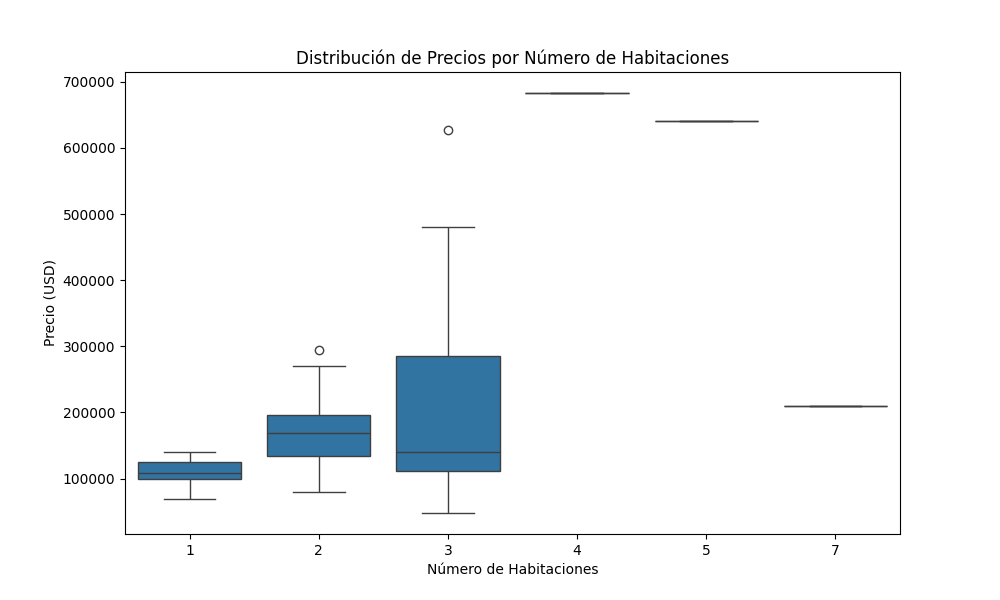 Distribución de Precios por Número de Habitaciones
700000
600000
500000
400000
300000
200000
100000
Precio (USD)
1 2 3 4 5 7
Número de Habitaciones